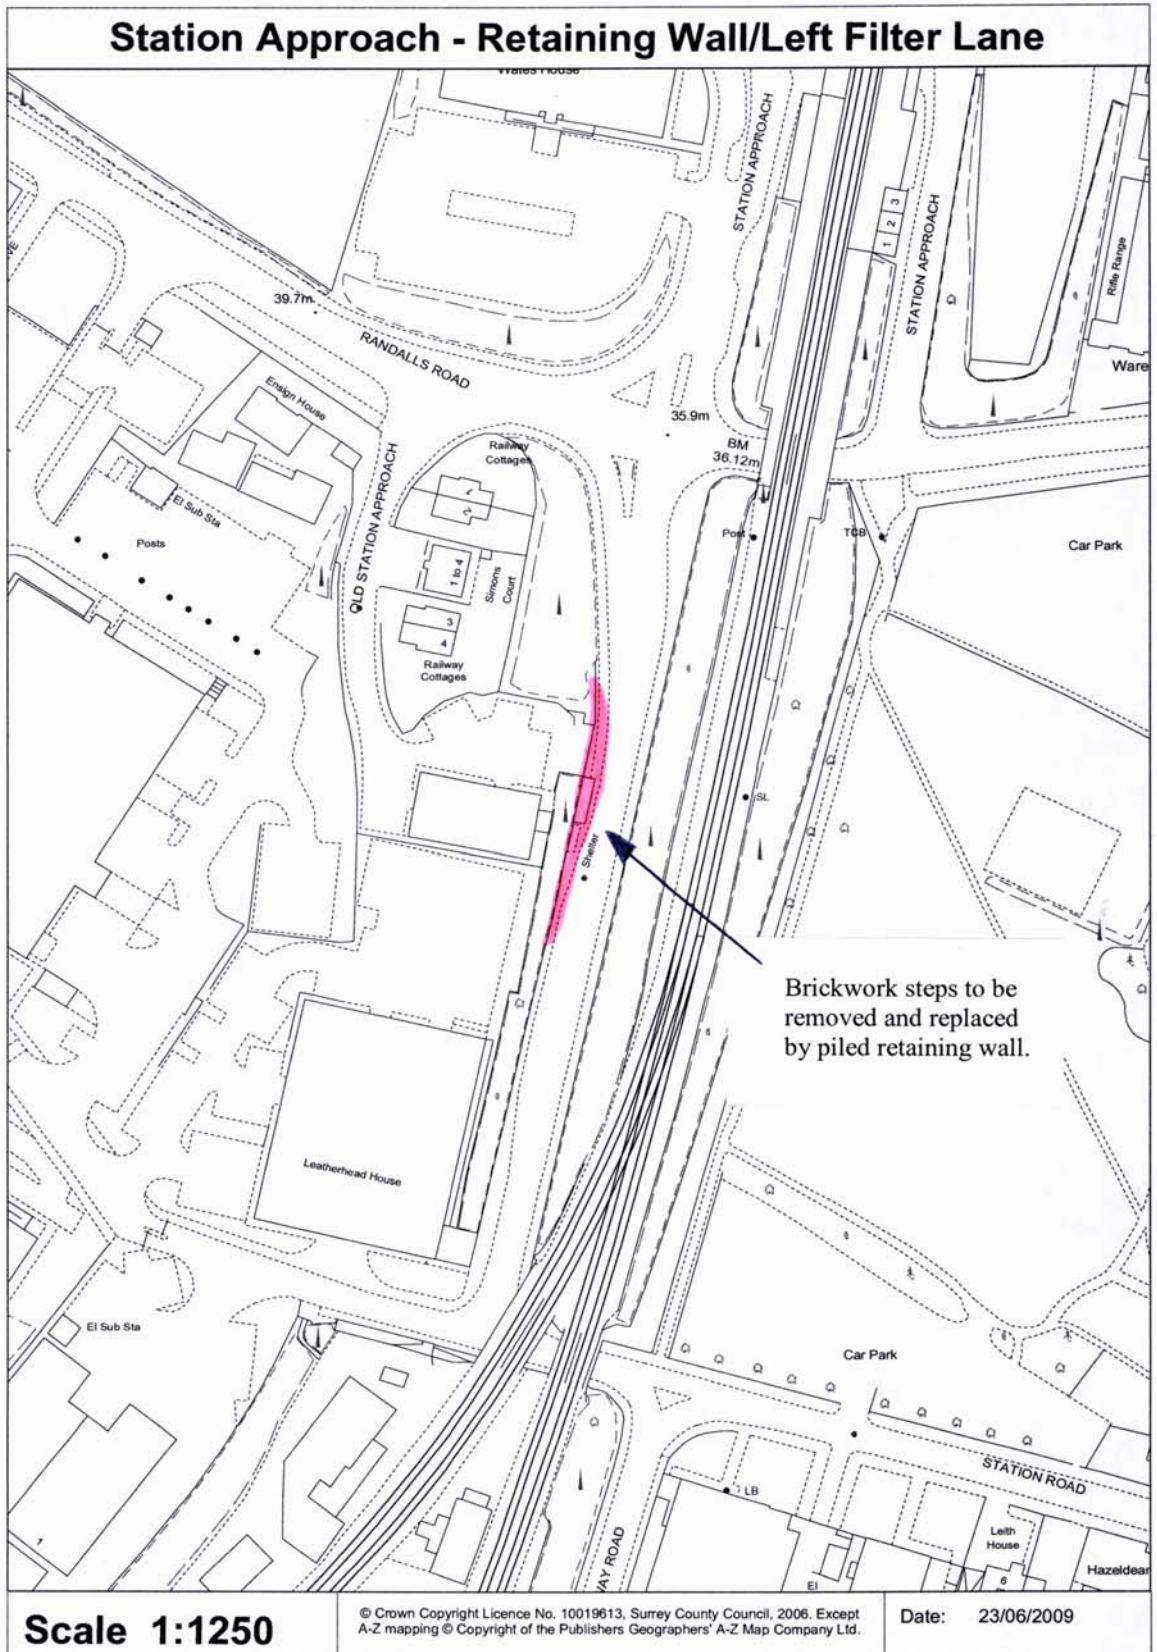 Station Approach - Retaining Wall/Left Filter Lane
Wates House
STATION APPROACH
STATION APPROACH
1 2 3
Rifle Range
Ware
39.7m
RANDALLS ROAD
35.9m
BM
36.12m
Ensign House
Railway
Cottages
1
2
OLD STATION APPROACH
El Sub Sta
Posts
Post
TCB
Car Park
1 to 4
Simons
Court
3
4
Railway
Cottages
SL
Shelter
Brickwork steps to be
removed and replaced
by piled retaining wall.
Leatherhead House
El Sub Sta
Car Park
STATION ROAD
LB
Leith
House
Hazeldean
WAY ROAD
El
6
1
Scale 1:1250
© Crown Copyright Licence No. 10019613, Surrey County Council, 2006. Except
A-Z mapping © Copyright of the Publishers Geographers' A-Z Map Company Ltd.
Date: 23/06/2009